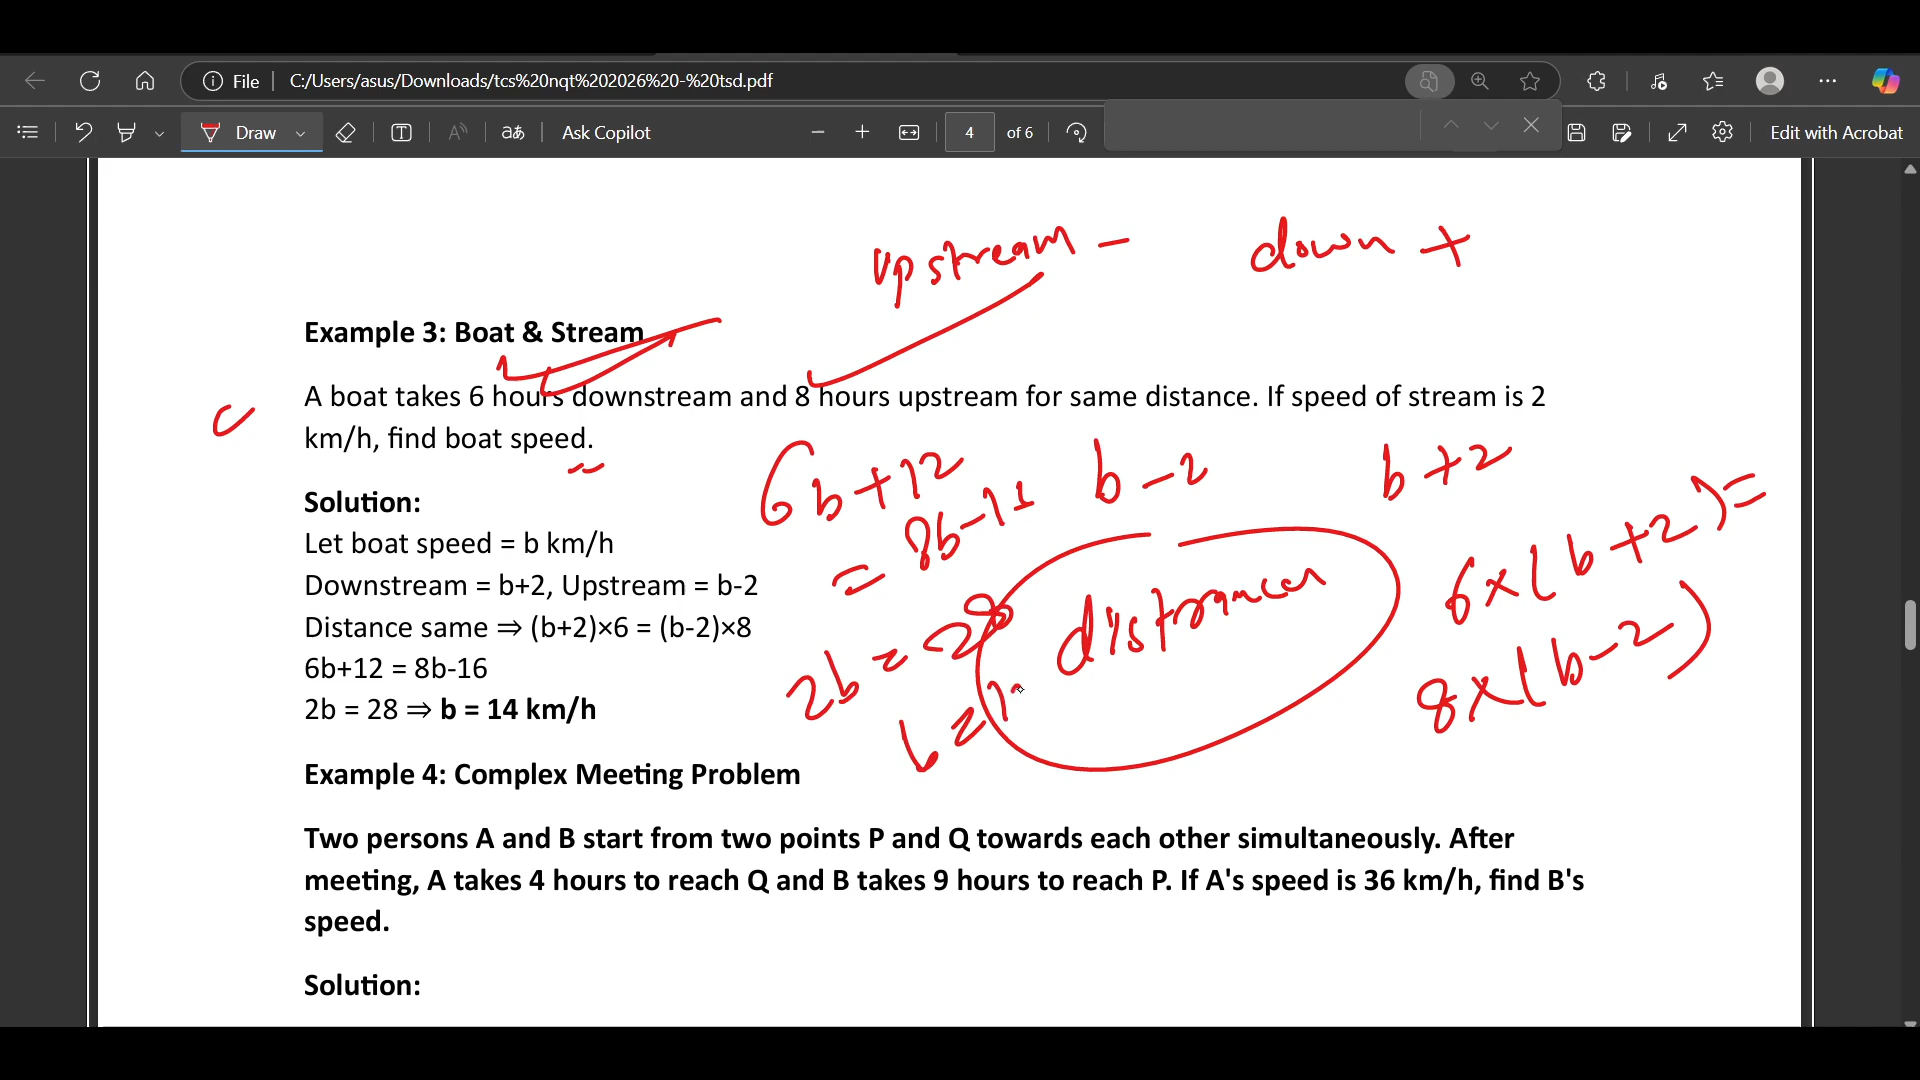 File C:/Users/asus/Downloads/tcs%20nqt%202026%20-%20tsd.pdf
Draw Ask Copilot 4 of 6 Edit with Acrobat
upstream - down +
Example 3: Boat & Stream
A boat takes 6 hours downstream and 8 hours upstream for same distance. If speed of stream is 2
km/h, find boat speed.
6b+12 b-2 b+2
= 8b-
6×(b+2)=
8×(b-2)
Solution:
Let boat speed = b km/h
Downstream = b+2, Upstream = b-2
Distance same ⇒ (b+2)×6 = (b-2)×8
6b+12 = 8b-16
2b = 28 ⇒ b = 14 km/h
2b = 28
Example 4: Complex Meeting Problem
Two persons A and B start from two points P and Q towards each other simultaneously. After
meeting, A takes 4 hours to reach Q and B takes 9 hours to reach P. If A's speed is 36 km/h, find B's
speed.
Solution: